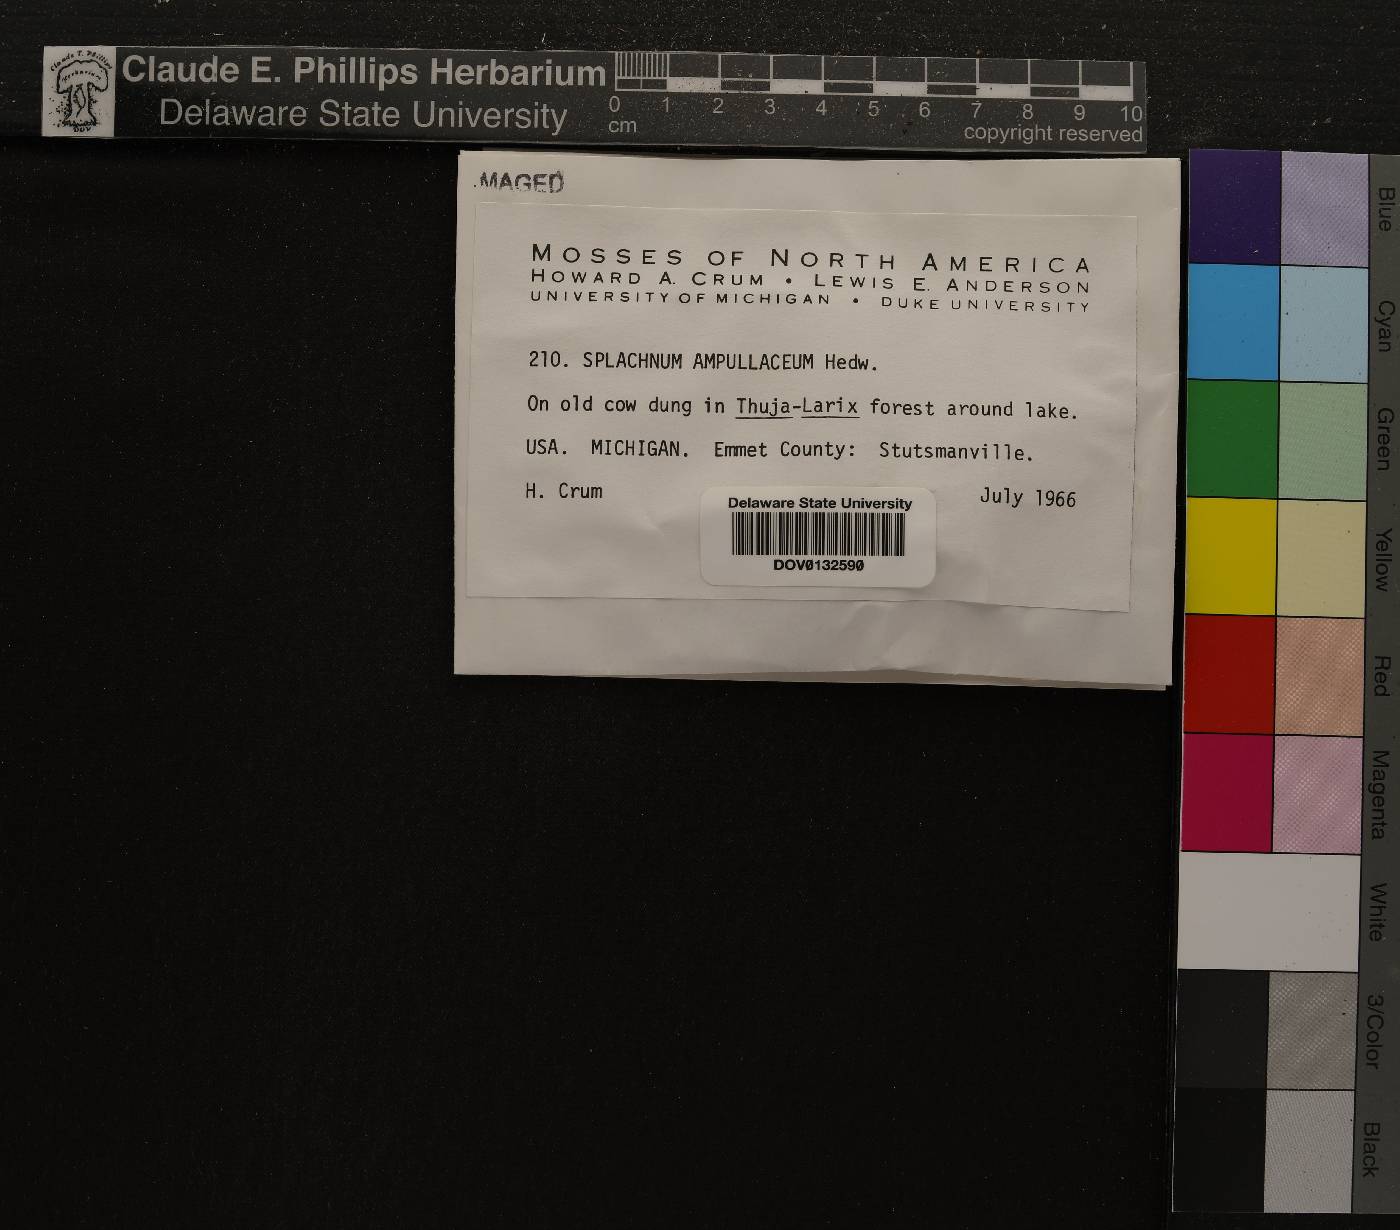 Claude E. Phillips Herbarium
Delaware State University
0 1 2 3 4 5 6 7 8 9 10
cm
copyright reserved
MAGED
MOSSES OF NORTH AMERICA
HOWARD A. CRUM • LEWIS E. ANDERSON
UNIVERSITY OF MICHIGAN • DUKE UNIVERSITY
210. SPLACHNUM AMPULLACEUM Hedw.
On old cow dung in Thuja-Larix forest around lake.
USA. MICHIGAN. Emmet County: Stutsmanville.
H. Crum July 1966
Delaware State University
DOV0132590
Blue
Cyan
Green
Yellow
Red
Magenta
White
3/Color
Black